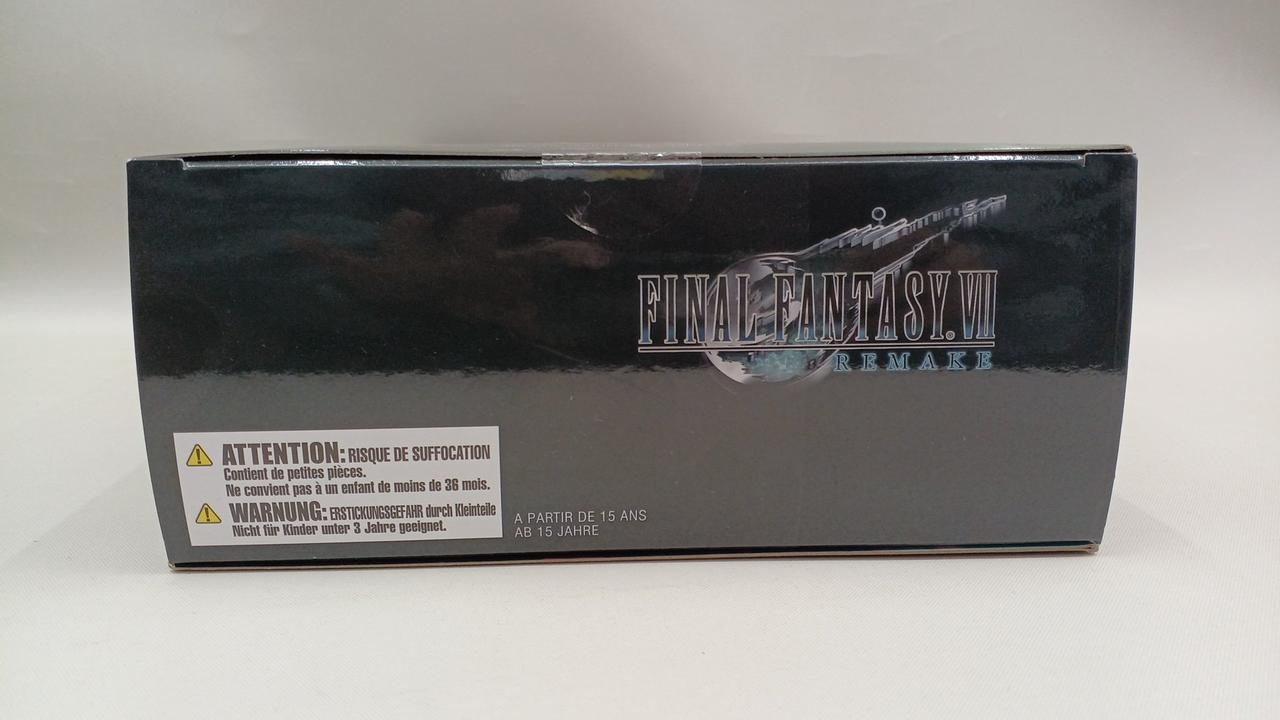 FINAL FANTASY. VII
REMAKE
ATTENTION: RISQUE DE SUFFOCATION
Contient de petites pièces.
Ne convient pas à un enfant de moins de 36 mois.
WARNUNG: ERSTICKUNGSGEFAHR durch Kleinteile
Nicht für Kinder unter 3 Jahre geeignet.
A PARTIR DE 15 ANS
AB 15 JAHRE